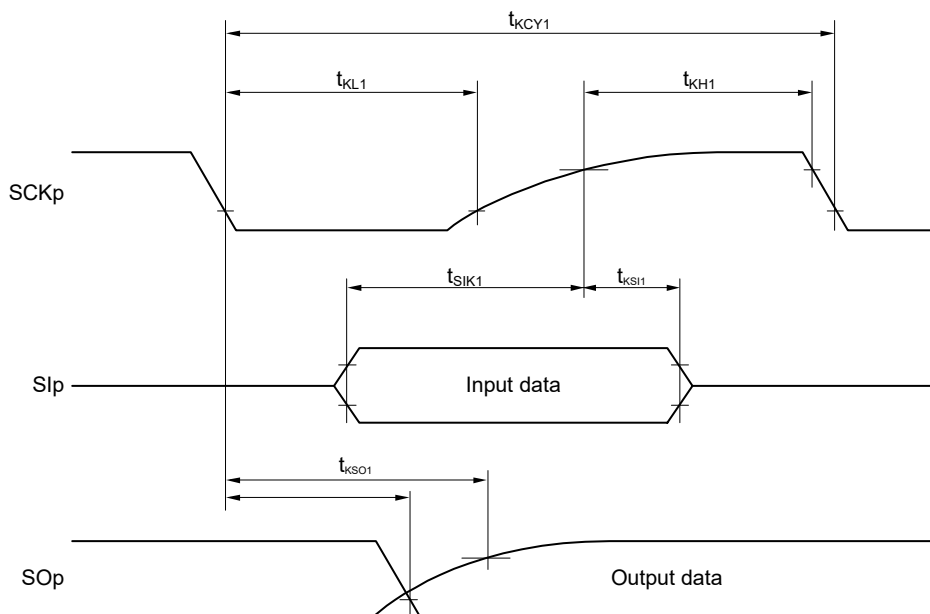 tKCY1
tKL1
tKH1
SCKp
tSIK1
tKSI1
SIp
Input data
tKSO1
SOp
Output data